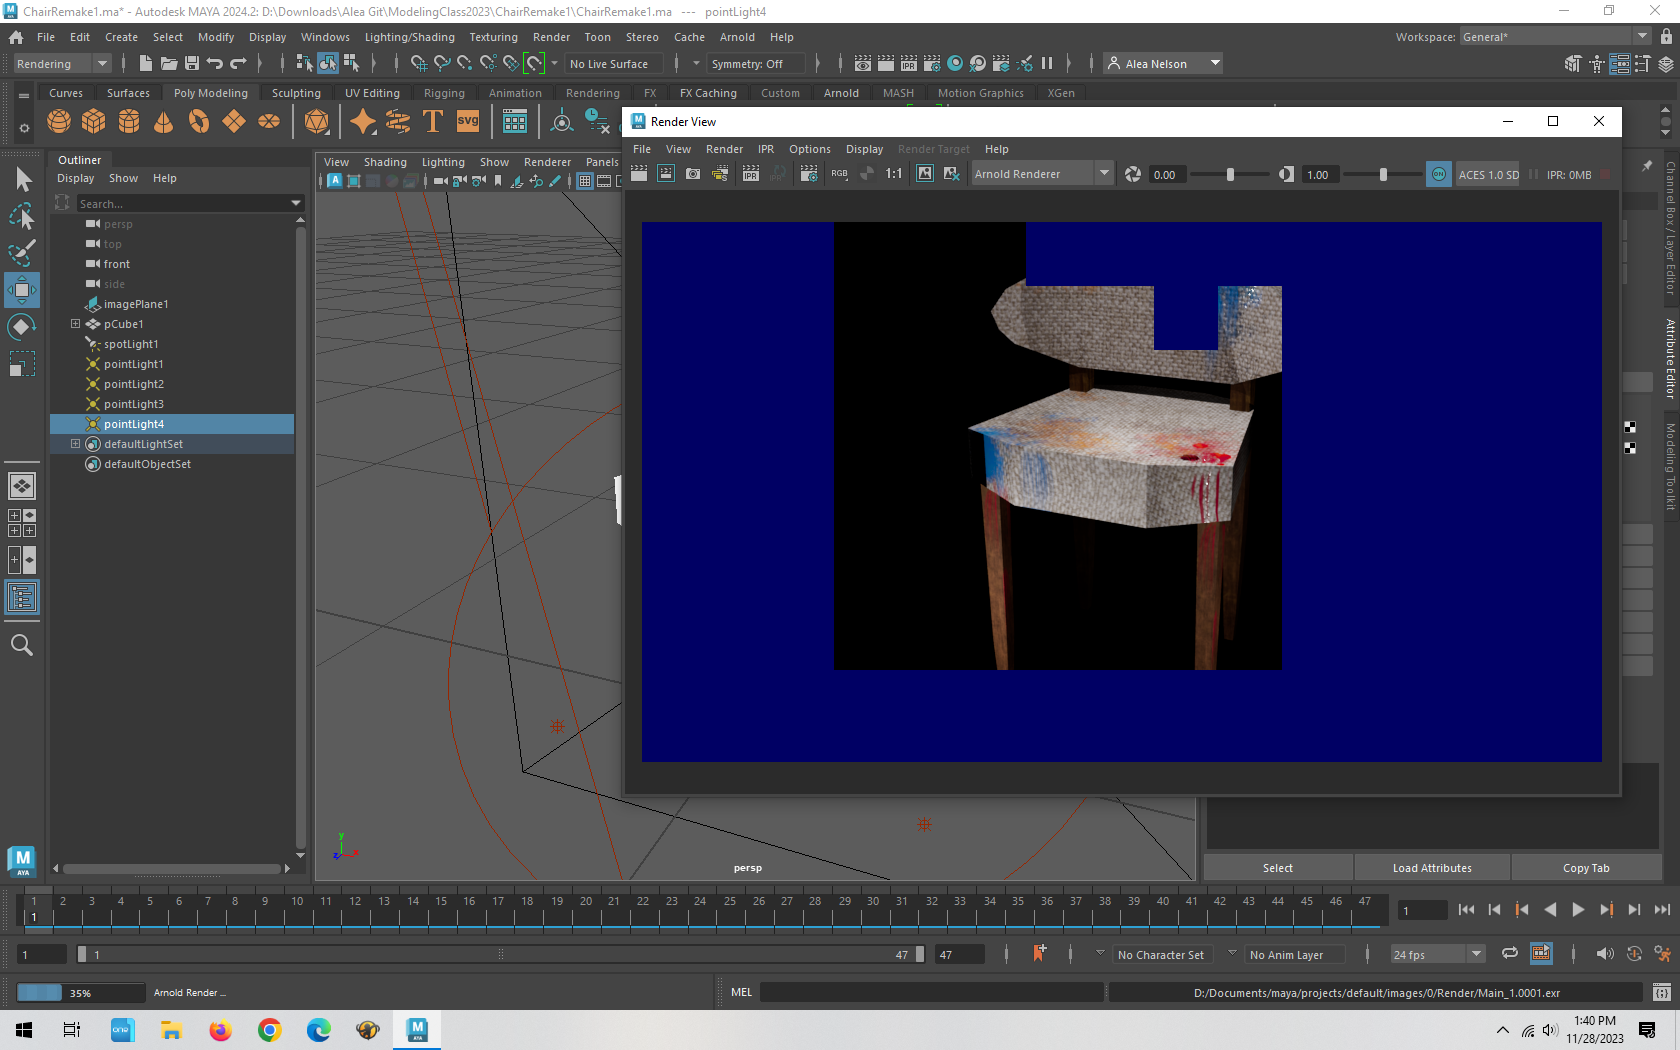 ChairRemake1.ma* - Autodesk MAYA 2024.2: D:\Downloads\Alea Git\ModelingClass2023\ChairRemake1\ChairRemake1.ma --- pointLight4
File Edit Create Select Modify Display Windows Lighting/Shading Texturing Render Toon Stereo Cache Arnold Help Workspace: General*
Rendering No Live Surface Symmetry: Off IPR Alea Nelson
Curves Surfaces Poly Modeling Sculpting UV Editing Rigging Animation Rendering FX FX Caching Custom Arnold MASH Motion Graphics XGen
T SVG
Render View
File View Render IPR Options Display Render Target Help
IPR RGB 1:1 Arnold Renderer 0.00 1.00 ON ACES 1.0 SD IPR: 0MB
Outliner
Display Show Help
Search...
persp
top
front
side
imagePlane1
pCube1
spotLight1
pointLight1
pointLight2
pointLight3
pointLight4
defaultLightSet
defaultObjectSet
View Shading Lighting Show Renderer Panels
A
y
z x
persp
Channel Box / Layer Editor
Attribute Editor
Modeling Toolkit
Select Load Attributes Copy Tab
M
AYA
1 2 3 4 5 6 7 8 9 10 11 12 13 14 15 16 17 18 19 20 21 22 23 24 25 26 27 28 29 30 31 32 33 34 35 36 37 38 39 40 41 42 43 44 45 46 47
1
1
1 1 47 47 No Character Set No Anim Layer 24 fps
35% Arnold Render ... MEL D:/Documents/maya/projects/default/images/0/Render/Main_1.0001.exr
one
M
AYA
1:40 PM
11/28/2023